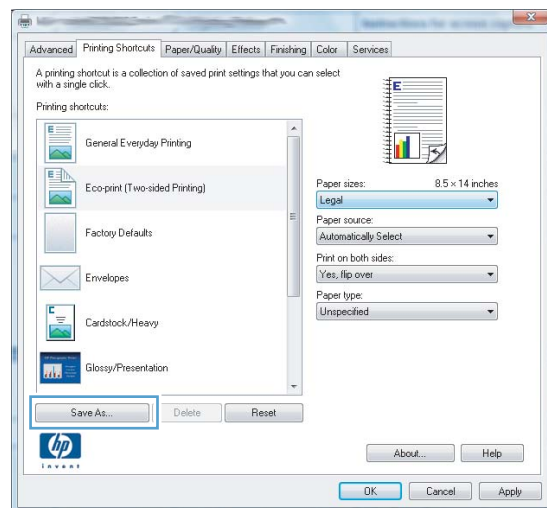 Advanced Printing Shortcuts Paper/Quality Effects Finishing Color Services
A printing shortcut is a collection of saved print settings that you can select
with a single click.
Printing shortcuts:
General Everyday Printing
Eco-print (Two-sided Printing)
Factory Defaults
Envelopes
Cardstock/Heavy
Glossy/Presentation
E
Paper sizes: 8.5 × 14 inches
Legal
Paper source:
Automatically Select
Print on both sides:
Yes, flip over
Paper type:
Unspecified
Save As... Delete Reset
hp
invent
About... Help
OK Cancel Apply